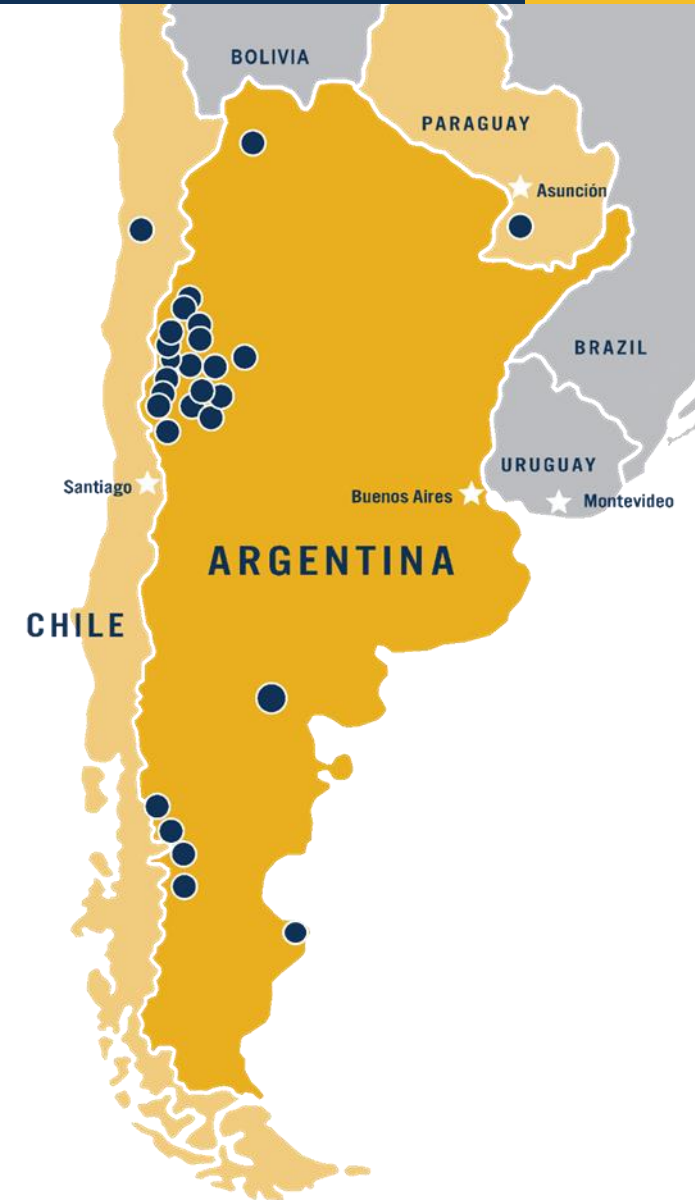 BOLIVIA
PARAGUAY
Asunción
BRAZIL
URUGUAY
Santiago
Buenos Aires
Montevideo
ARGENTINA
CHILE